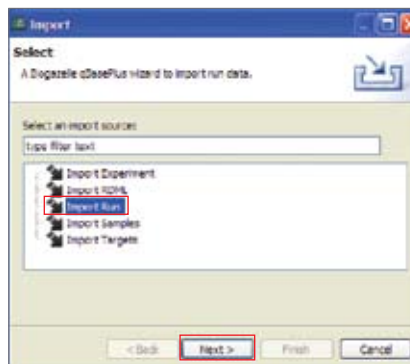 Import
Select
A Biogazelle qBasePlus wizard to import run data.
Select an import source:
type filter text
Import Experiment
Import RDML
Import Run
Import Samples
Import Targets
< Back
Next >
Finish
Cancel